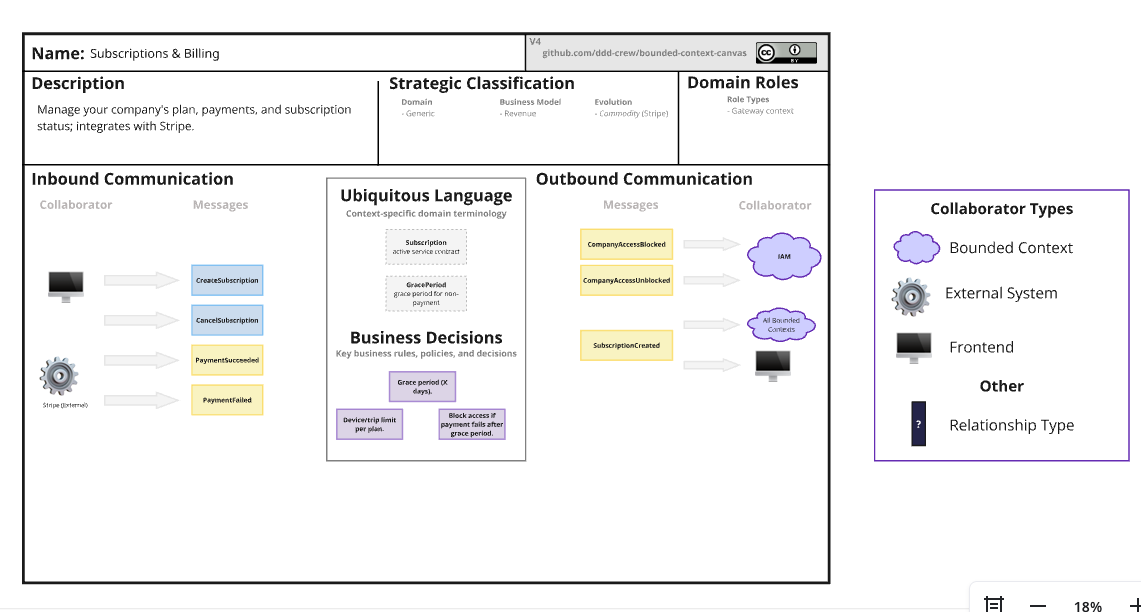 Name: Subscriptions & Billing
V4
github.com/ddd-crew/bounded-context-canvas
cc
BY
Description
Manage your company's plan, payments, and subscription
status; integrates with Stripe.
Strategic Classification
Domain
- Generic
Business Model
- Revenue
Evolution
- Commodity (Stripe)
Domain Roles
Role Types
- Gateway context
Inbound Communication
Collaborator
Messages
CreateSubscription
CancelSubscription
PaymentSucceeded
PaymentFailed
Stripe (External)
Ubiquitous Language
Context-specific domain terminology
Subscription
active service contract
GracePeriod
grace period for non-
payment
Business Decisions
Key business rules, policies, and decisions
Grace period (X
days).
Device/trip limit
per plan.
Block access if
payment fails after
grace period.
Outbound Communication
Messages
Collaborator
CompanyAccessBlocked
CompanyAccessUnblocked
IAM
All Bounded
Contexts
SubscriptionCreated
Collaborator Types
Bounded Context
External System
Frontend
Other
?
Relationship Type
18%